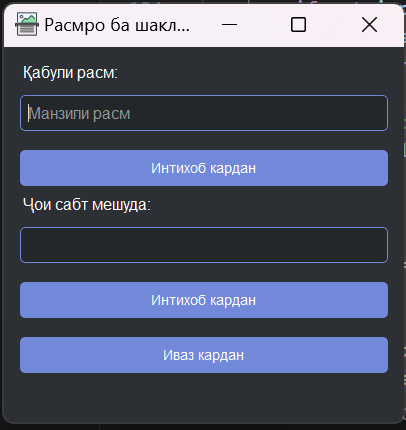 Расмро ба шакл...
Қабули расм:
Манзили расм
Интихоб кардан
Ҷои сабт мешуда:
Интихоб кардан
Иваз кардан